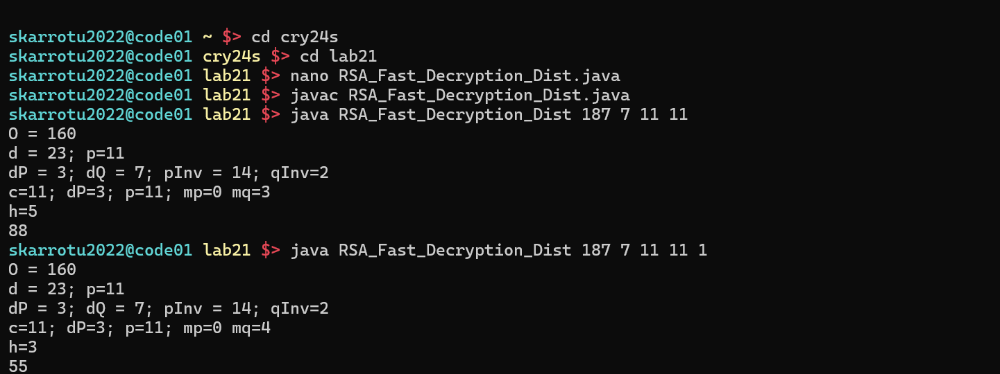 skarrotu2022@code01 ~ $> cd cry24s
skarrotu2022@code01 cry24s $> cd lab21
skarrotu2022@code01 lab21 $> nano RSA_Fast_Decryption_Dist.java
skarrotu2022@code01 lab21 $> javac RSA_Fast_Decryption_Dist.java
skarrotu2022@code01 lab21 $> java RSA_Fast_Decryption_Dist 187 7 11 11
O = 160
d = 23; p=11
dP = 3; dQ = 7; pInv = 14; qInv=2
c=11; dP=3; p=11; mp=0 mq=3
h=5
88
skarrotu2022@code01 lab21 $> java RSA_Fast_Decryption_Dist 187 7 11 11 1
O = 160
d = 23; p=11
dP = 3; dQ = 7; pInv = 14; qInv=2
c=11; dP=3; p=11; mp=0 mq=4
h=3
55